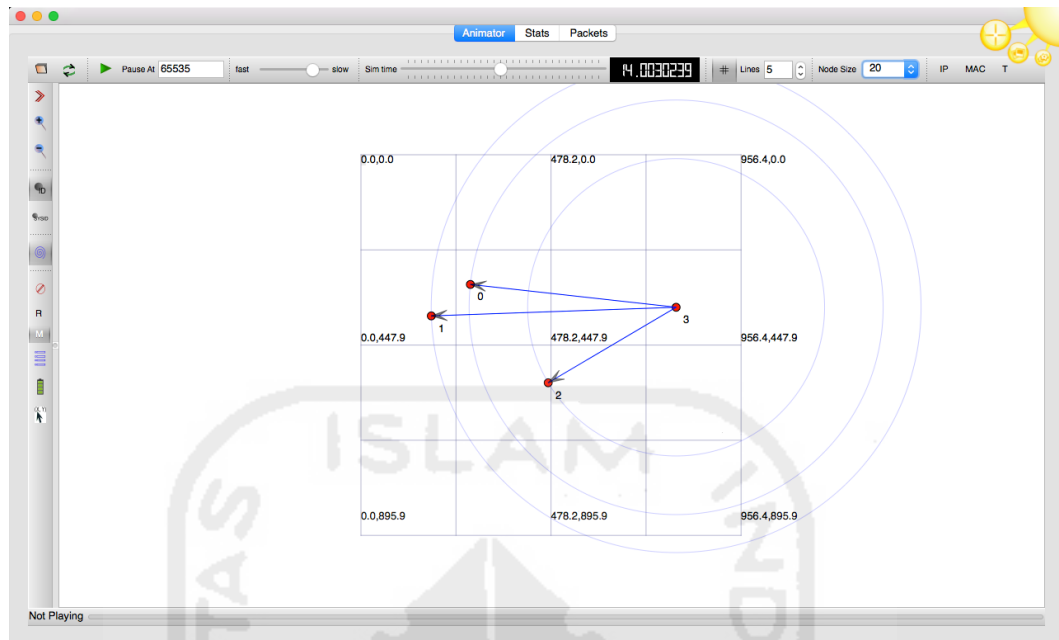 Animator Stats Packets
Pause At 65535 fast slow Sim time 14.0030239 # Lines 5 Node Size 20 IP MAC T
ID
SYSID
R
M
(X,Y)
0.0,0.0 478.2,0.0 956.4,0.0
0
3
1
0.0,447.9 478.2,447.9 956.4,447.9
2
0.0,895.9 478.2,895.9 956.4,895.9
ISLAM
TAS
Not Playing